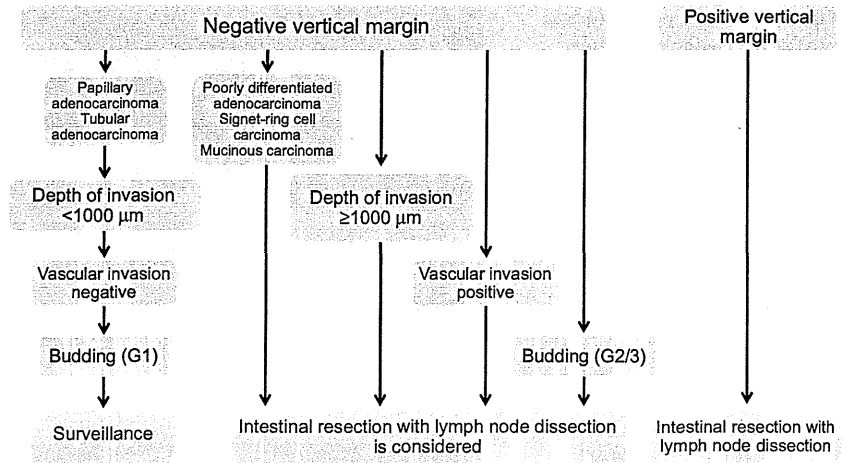 Negative vertical margin
Positive vertical
margin
Papillary
adenocarcinoma
Tubular
adenocarcinoma
Poorly differentiated
adenocarcinoma
Signet-ring cell
carcinoma
Mucinous carcinoma
Depth of invasion
<1000 µm
Depth of invasion
≥1000 µm
Vascular invasion
negative
Vascular invasion
positive
Budding (G1)
Budding (G2/3)
Surveillance
Intestinal resection with lymph node dissection
is considered
Intestinal resection with
lymph node dissection